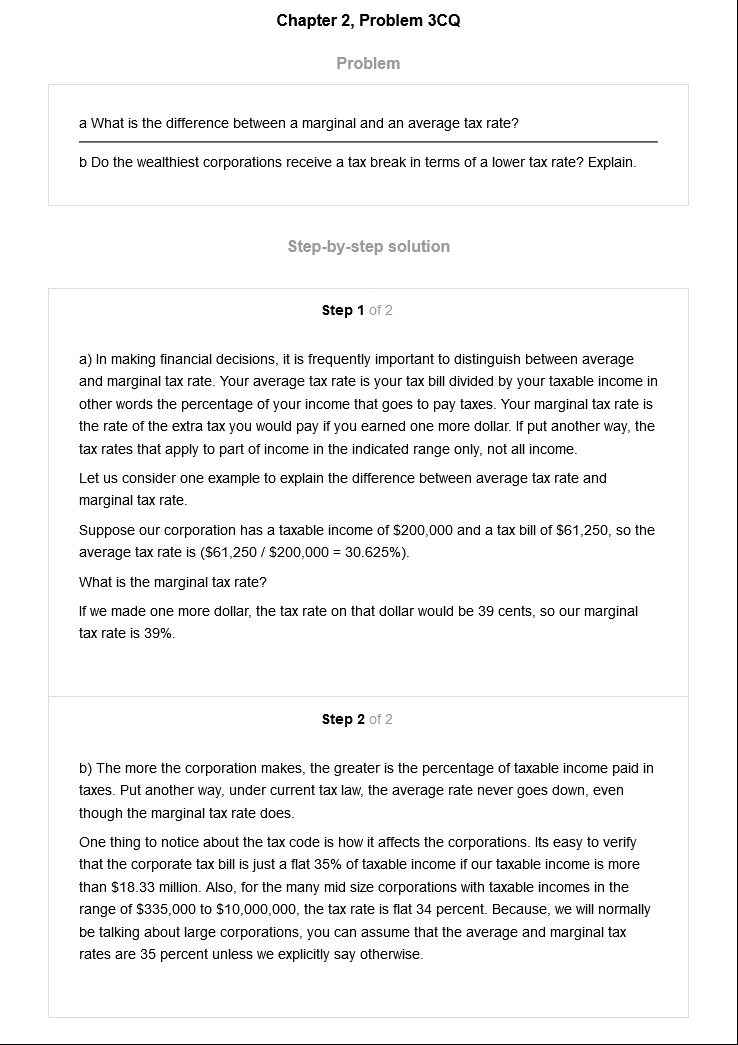 Chapter 2, Problem 3CQ
Problem
a What is the difference between a marginal and an average tax rate?
b Do the wealthiest corporations receive a tax break in terms of a lower tax rate? Explain.
Step-by-step solution
Step 1 of 2
a) In making financial decisions, it is frequently important to distinguish between average
and marginal tax rate. Your average tax rate is your tax bill divided by your taxable income in
other words the percentage of your income that goes to pay taxes. Your marginal tax rate is
the rate of the extra tax you would pay if you earned one more dollar. If put another way, the
tax rates that apply to part of income in the indicated range only, not all income.
Let us consider one example to explain the difference between average tax rate and
marginal tax rate.
Suppose our corporation has a taxable income of $200,000 and a tax bill of $61,250, so the
average tax rate is ($61,250 / $200,000 = 30.625%).
What is the marginal tax rate?
If we made one more dollar, the tax rate on that dollar would be 39 cents, so our marginal
tax rate is 39%.
Step 2 of 2
b) The more the corporation makes, the greater is the percentage of taxable income paid in
taxes. Put another way, under current tax law, the average rate never goes down, even
though the marginal tax rate does.
One thing to notice about the tax code is how it affects the corporations. Its easy to verify
that the corporate tax bill is just a flat 35% of taxable income if our taxable income is more
than $18.33 million. Also, for the many mid size corporations with taxable incomes in the
range of $335,000 to $10,000,000, the tax rate is flat 34 percent. Because, we will normally
be talking about large corporations, you can assume that the average and marginal tax
rates are 35 percent unless we explicitly say otherwise.